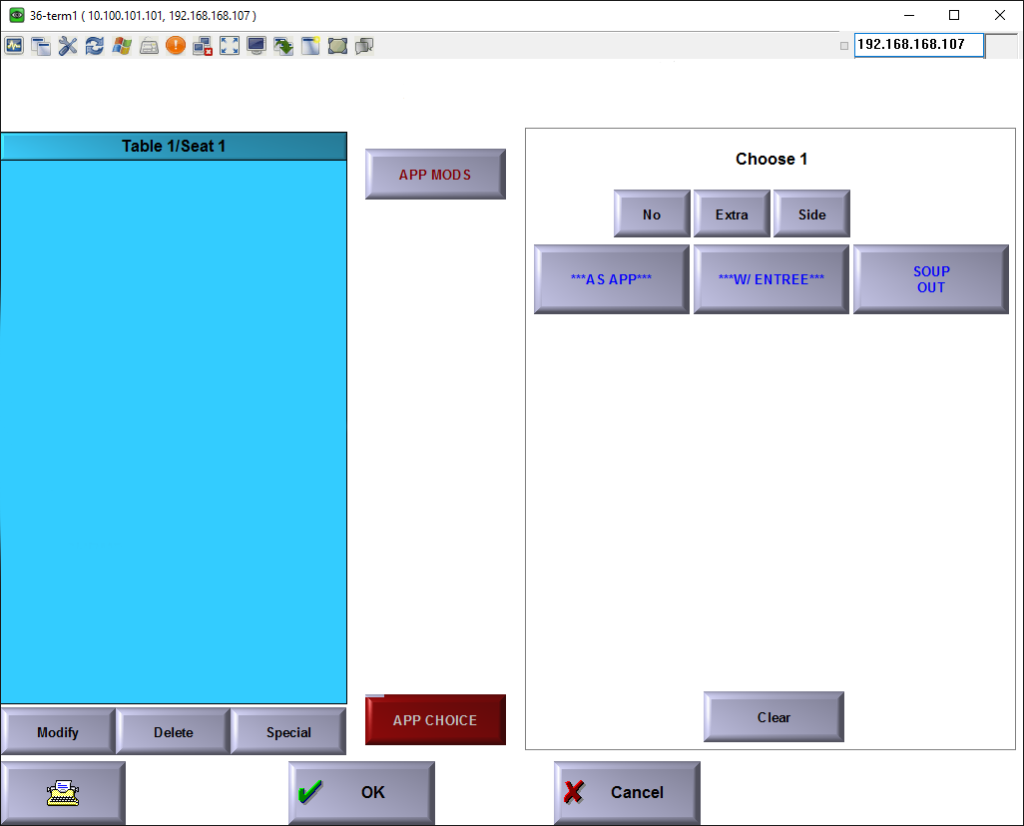 36-term1 ( 10.100.101.101, 192.168.168.107 )
192.168.168.107
Table 1/Seat 1
APP MODS
Choose 1
No
Extra
Side
***AS APP***
***W/ ENTREE***
SOUP
OUT
APP CHOICE
Clear
Modify
Delete
Special
OK
Cancel